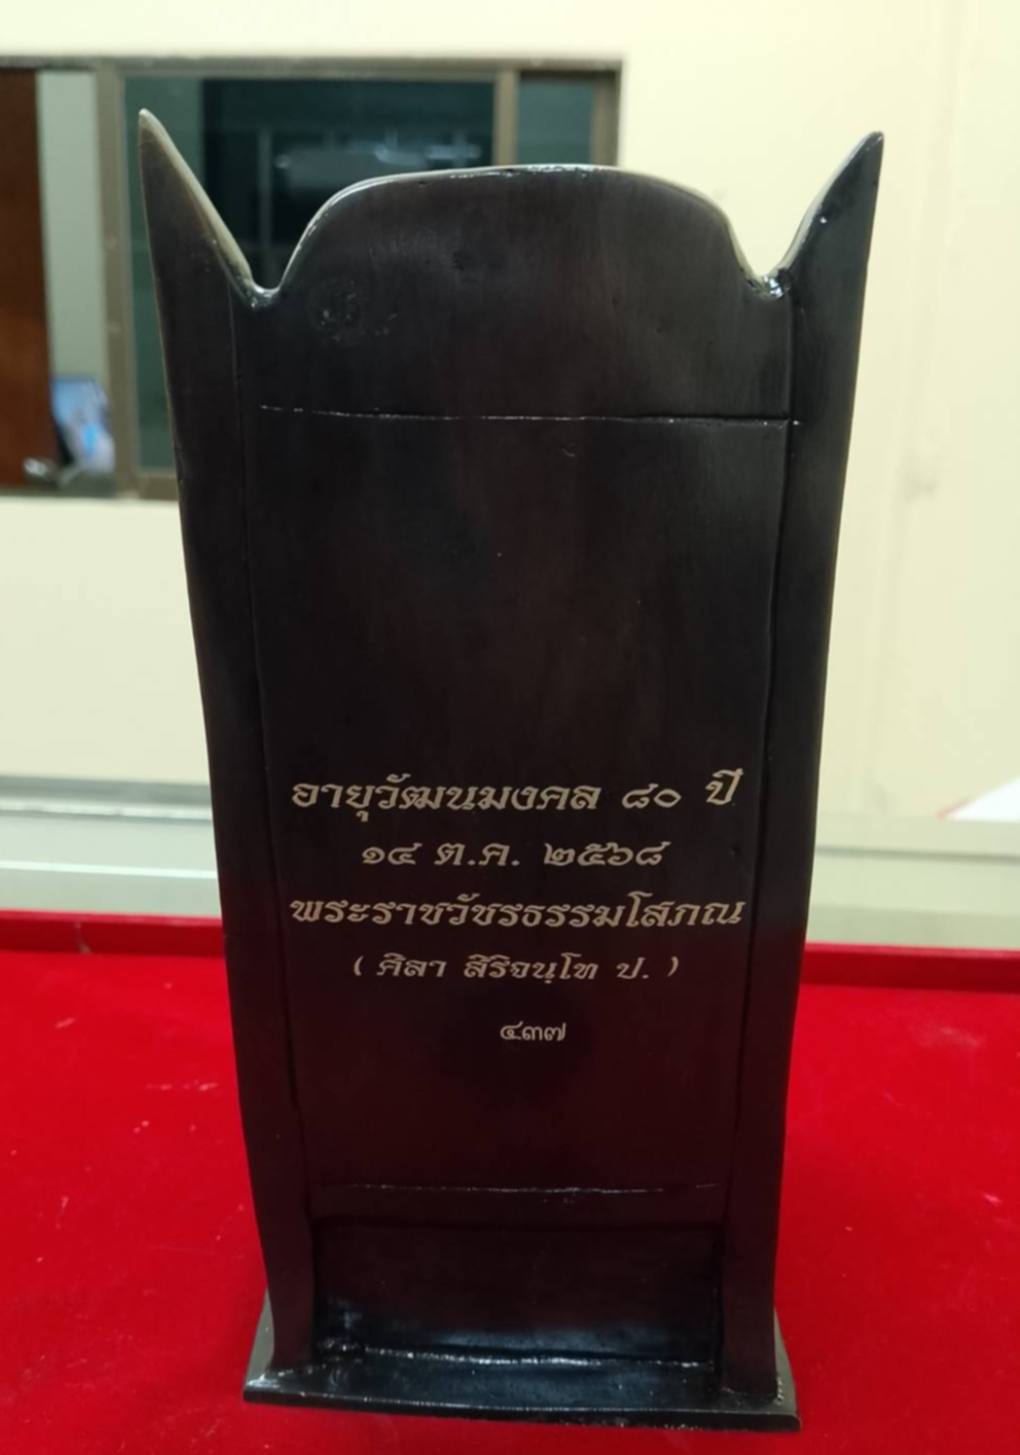 อายุวัฒนมงคล ๘๐ ปี
๑๔ ต.ค. ๒๕๖๘
พระราชวัชรธรรมโสภณ
( ศิลา สิริจนฺโท ป. )
๔๓๗